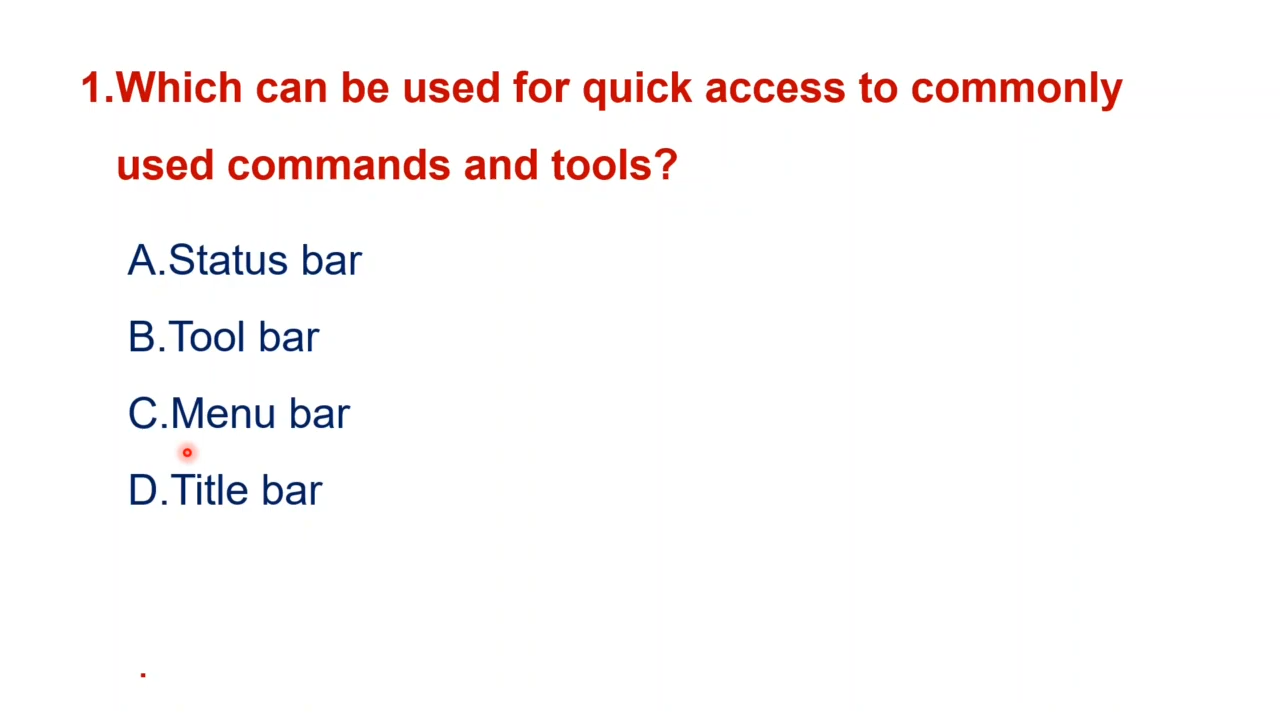 1.Which can be used for quick access to commonly
used commands and tools?
A.Status bar
B.Tool bar
C.Menu bar
D.Title bar
.